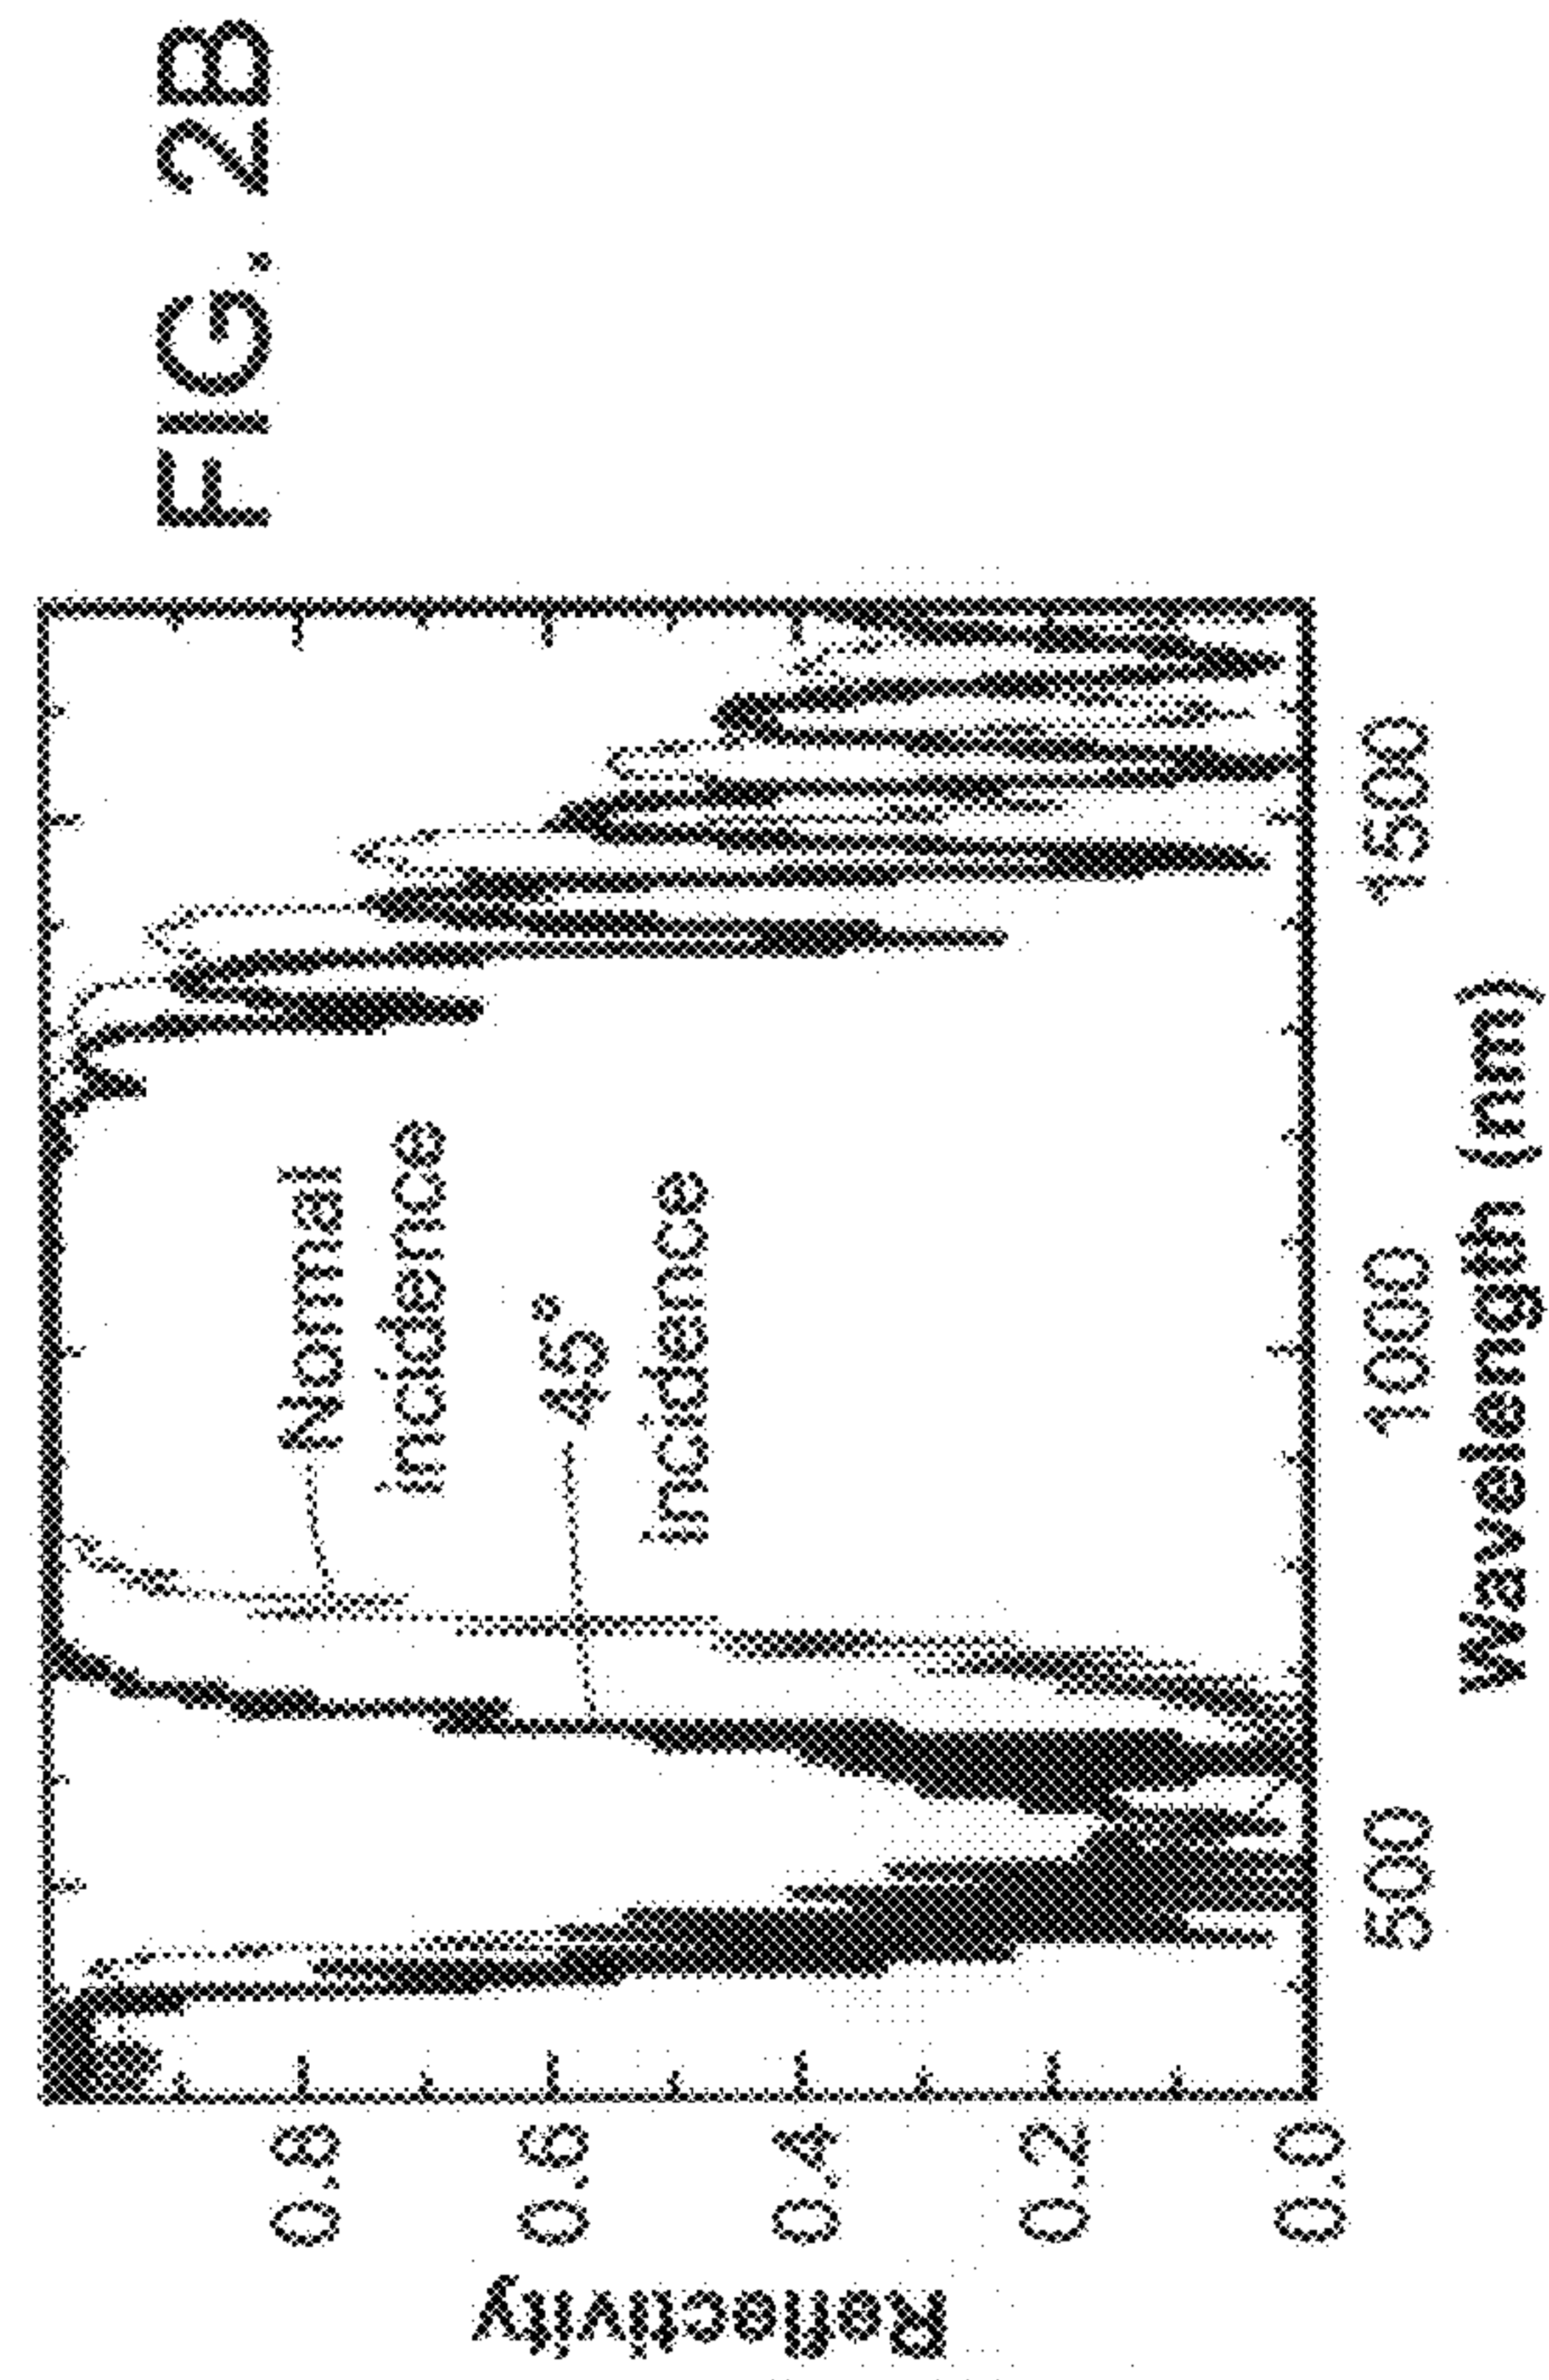 FIG. 2B
Reflectivity
0.8
0.6
0.4
0.2
0.0
Normal
incidence
45°
incidence
500
1000
1500
Wavelength (nm)